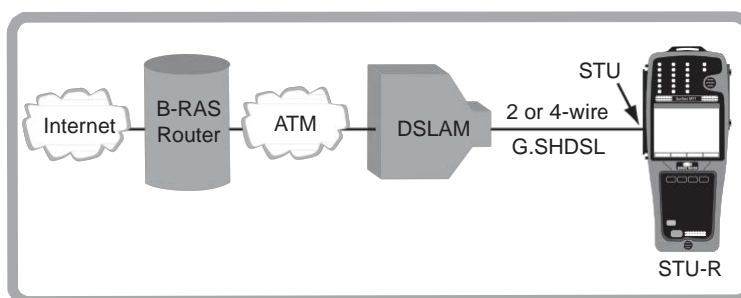 Internet
B-RAS
Router
ATM
DSLAM
2 or 4-wire
G.SHDSL
STU
STU-R